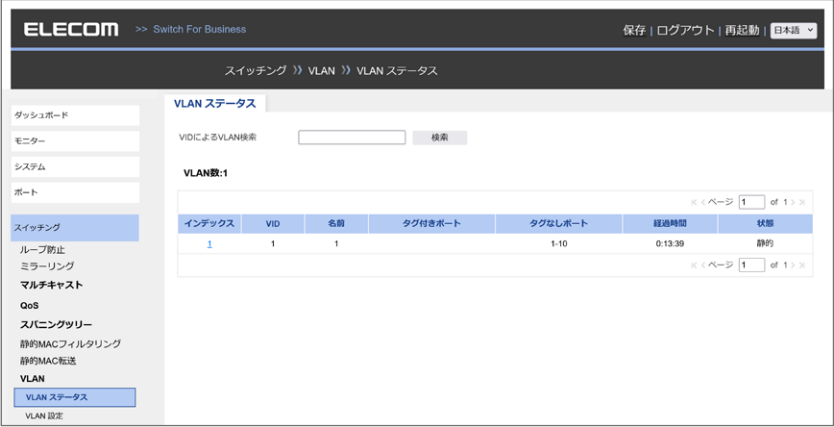 ELECOM >> Switch For Business 保存 | ログアウト | 再起動 | 日本語
スイッチング 》 VLAN 》 VLAN ステータス
VLAN ステータス
ダッシュボード
モニター
システム
ポート
スイッチング
ループ防止
ミラーリング
マルチキャスト
QoS
スパニングツリー
静的MACフィルタリング
静的MAC転送
VLAN
VLAN ステータス
VLAN 設定
VIDによるVLAN検索 検索
VLAN数:1
ページ 1 of 1
インデックス VID 名前 タグ付きポート タグなしポート 経過時間 状態
1 1 1 1-10 0:13:39 静的
ページ 1 of 1